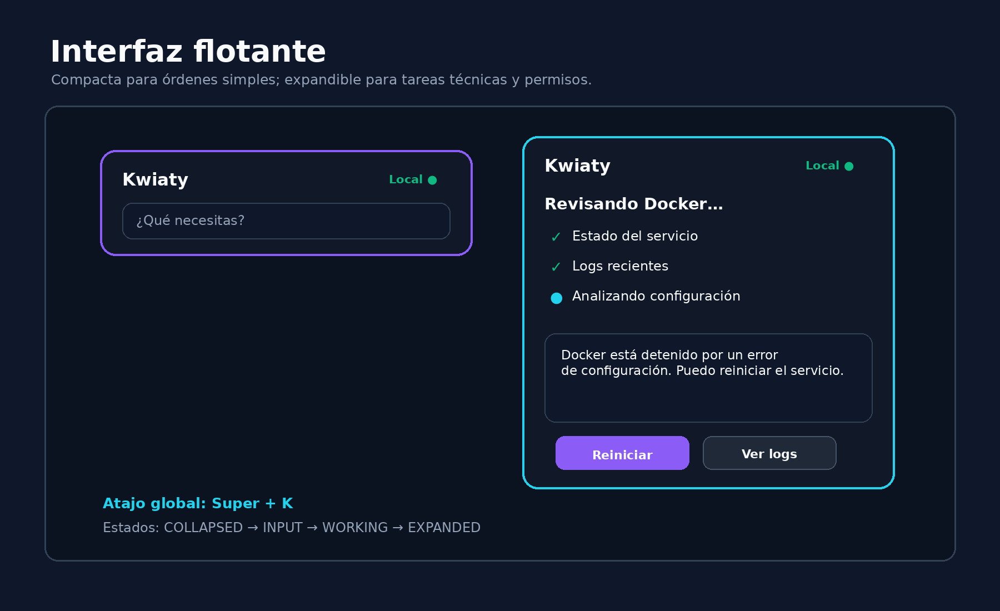 Interfaz flotante
Compacta para órdenes simples; expandible para tareas técnicas y permisos.
Kwiaty
Local ●
¿Qué necesitas?
Kwiaty
Local ●
Revisando Docker…
✓ Estado del servicio
✓ Logs recientes
● Analizando configuración
Docker está detenido por un error
de configuración. Puedo reiniciar el servicio.
Reiniciar
Ver logs
Atajo global: Super + K
Estados: COLLAPSED → INPUT → WORKING → EXPANDED